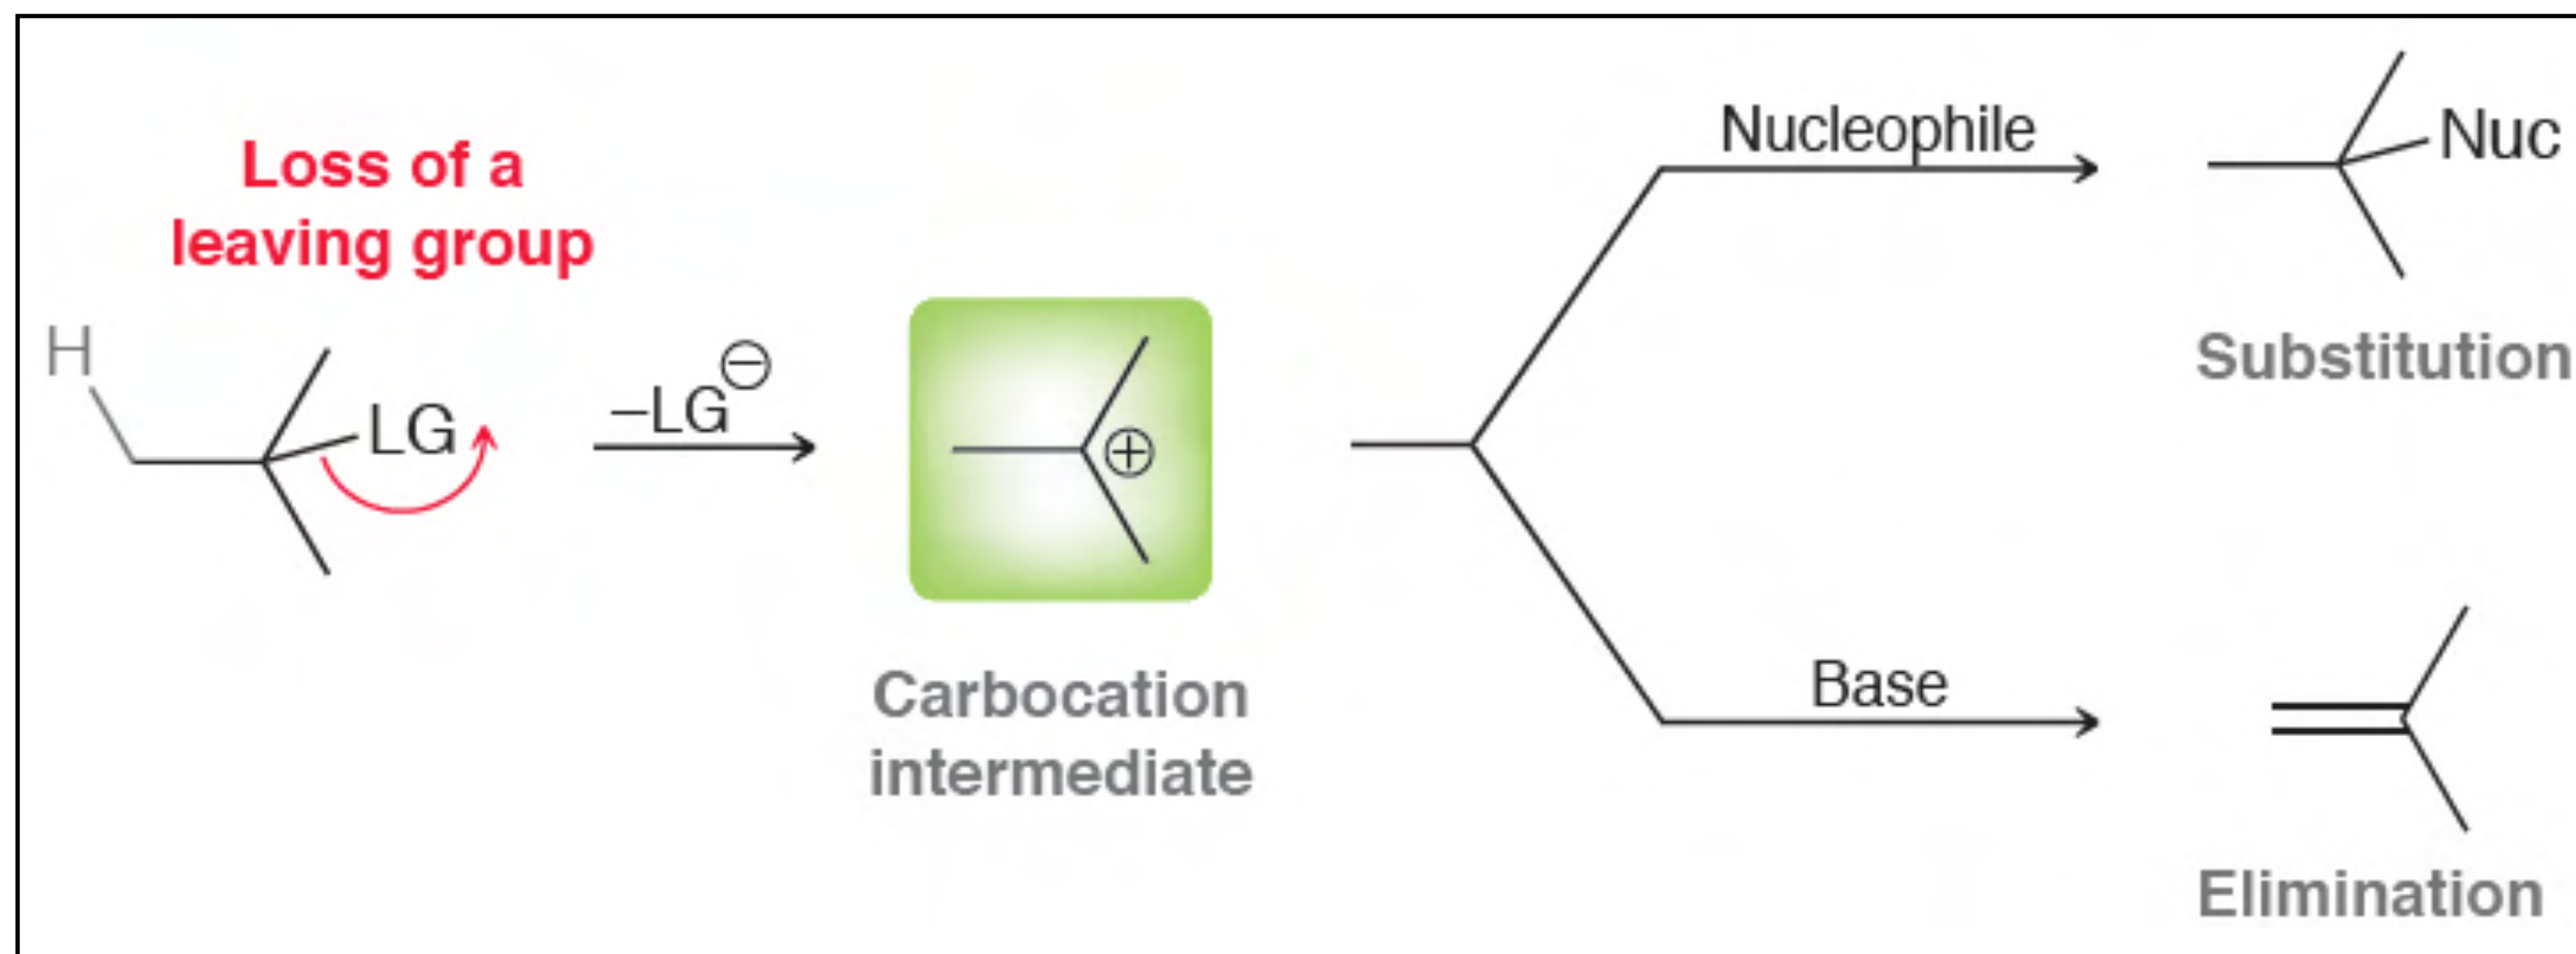 Loss of a
leaving group
H
LG
–LG⊖
⊕
Carbocation
intermediate
Nucleophile
Nuc
Substitution
Base
Elimination